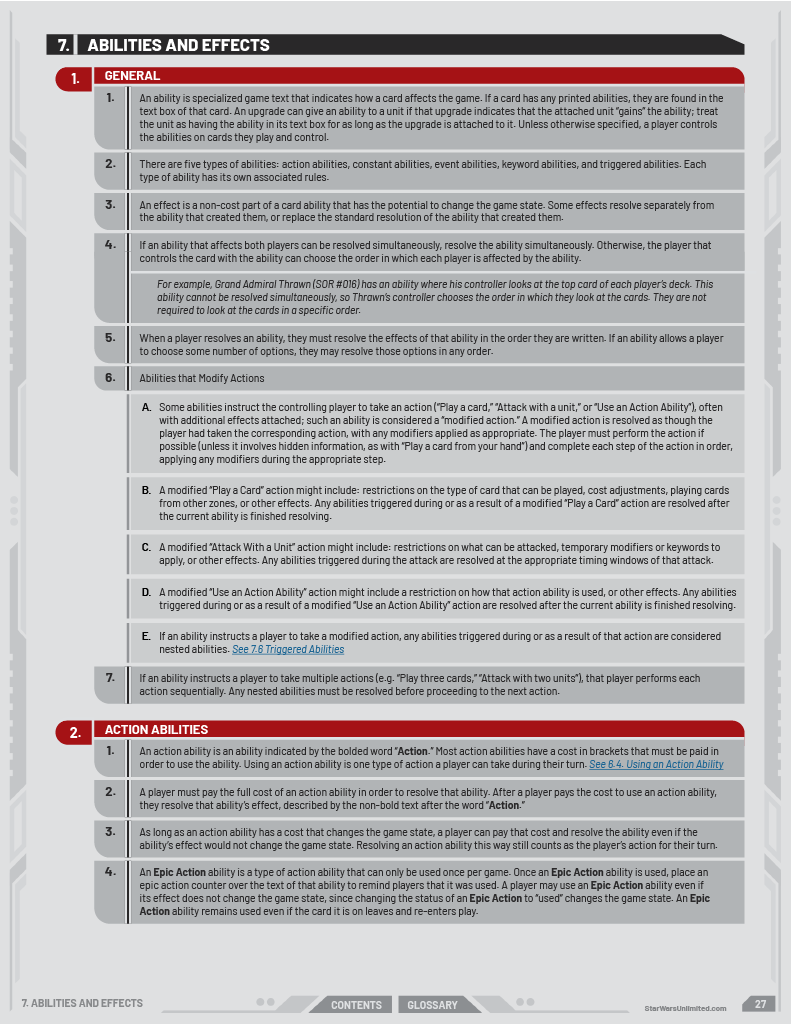 7. ABILITIES AND EFFECTS
1. GENERAL
1. An ability is specialized game text that indicates how a card affects the game. If a card has any printed abilities, they are found in the
text box of that card. An upgrade can give an ability to a unit if that upgrade indicates that the attached unit “gains” the ability; treat
the unit as having the ability in its text box for as long as the upgrade is attached to it. Unless otherwise specified, a player controls
the abilities on cards they play and control.
2. There are five types of abilities: action abilities, constant abilities, event abilities, keyword abilities, and triggered abilities. Each
type of ability has its own associated rules.
3. An effect is a non-cost part of a card ability that has the potential to change the game state. Some effects resolve separately from
the ability that created them, or replace the standard resolution of the ability that created them.
4. If an ability that affects both players can be resolved simultaneously, resolve the ability simultaneously. Otherwise, the player that
controls the card with the ability can choose the order in which each player is affected by the ability.
For example, Grand Admiral Thrawn (SOR #016) has an ability where his controller looks at the top card of each player’s deck. This
ability cannot be resolved simultaneously, so Thrawn’s controller chooses the order in which they look at the cards. They are not
required to look at the cards in a specific order.
5. When a player resolves an ability, they must resolve the effects of that ability in the order they are written. If an ability allows a player
to choose some number of options, they may resolve those options in any order.
6. Abilities that Modify Actions
A. Some abilities instruct the controlling player to take an action (“Play a card,” “Attack with a unit,” or “Use an Action Ability”), often
with additional effects attached; such an ability is considered a “modified action.” A modified action is resolved as though the
player had taken the corresponding action, with any modifiers applied as appropriate. The player must perform the action if
possible (unless it involves hidden information, as with “Play a card from your hand”) and complete each step of the action in order,
applying any modifiers during the appropriate step.
B. A modified “Play a Card” action might include: restrictions on the type of card that can be played, cost adjustments, playing cards
from other zones, or other effects. Any abilities triggered during or as a result of a modified “Play a Card” action are resolved after
the current ability is finished resolving.
C. A modified “Attack With a Unit” action might include: restrictions on what can be attacked, temporary modifiers or keywords to
apply, or other effects. Any abilities triggered during the attack are resolved at the appropriate timing windows of that attack.
D. A modified “Use an Action Ability” action might include a restriction on how that action ability is used, or other effects. Any abilities
triggered during or as a result of a modified “Use an Action Ability” action are resolved after the current ability is finished resolving.
E. If an ability instructs a player to take a modified action, any abilities triggered during or as a result of that action are considered
nested abilities. See 7.6 Triggered Abilities
7. If an ability instructs a player to take multiple actions (e.g. “Play three cards,” “Attack with two units”), that player performs each
action sequentially. Any nested abilities must be resolved before proceeding to the next action.
2. ACTION ABILITIES
1. An action ability is an ability indicated by the bolded word “Action.” Most action abilities have a cost in brackets that must be paid in
order to use the ability. Using an action ability is one type of action a player can take during their turn. See 6.4. Using an Action Ability
2. A player must pay the full cost of an action ability in order to resolve that ability. After a player pays the cost to use an action ability,
they resolve that ability’s effect, described by the non-bold text after the word “Action.”
3. As long as an action ability has a cost that changes the game state, a player can pay that cost and resolve the ability even if the
ability’s effect would not change the game state. Resolving an action ability this way still counts as the player’s action for their turn.
4. An Epic Action ability is a type of action ability that can only be used once per game. Once an Epic Action ability is used, place an
epic action counter over the text of that ability to remind players that it was used. A player may use an Epic Action ability even if
its effect does not change the game state, since changing the status of an Epic Action to “used” changes the game state. An Epic
Action ability remains used even if the card it is on leaves and re-enters play.
7. ABILITIES AND EFFECTS
CONTENTS
GLOSSARY
StarWarsUnlimited.com
27